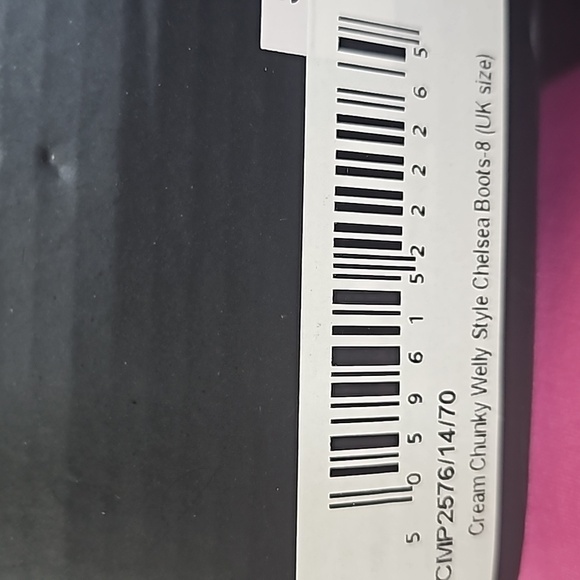 5 059615 222265
CMP2576/14/70
Cream Chunky Welly Style Chelsea Boots-8 (UK size)